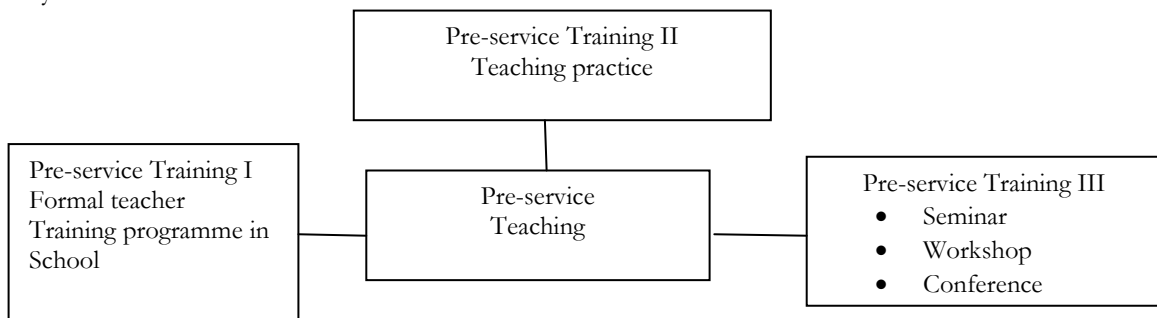 Pre-service Training II
Teaching practice
Pre-service Training I
Formal teacher
Training programme in
School
Pre-service
Teaching
Pre-service Training III
• Seminar
• Workshop
• Conference